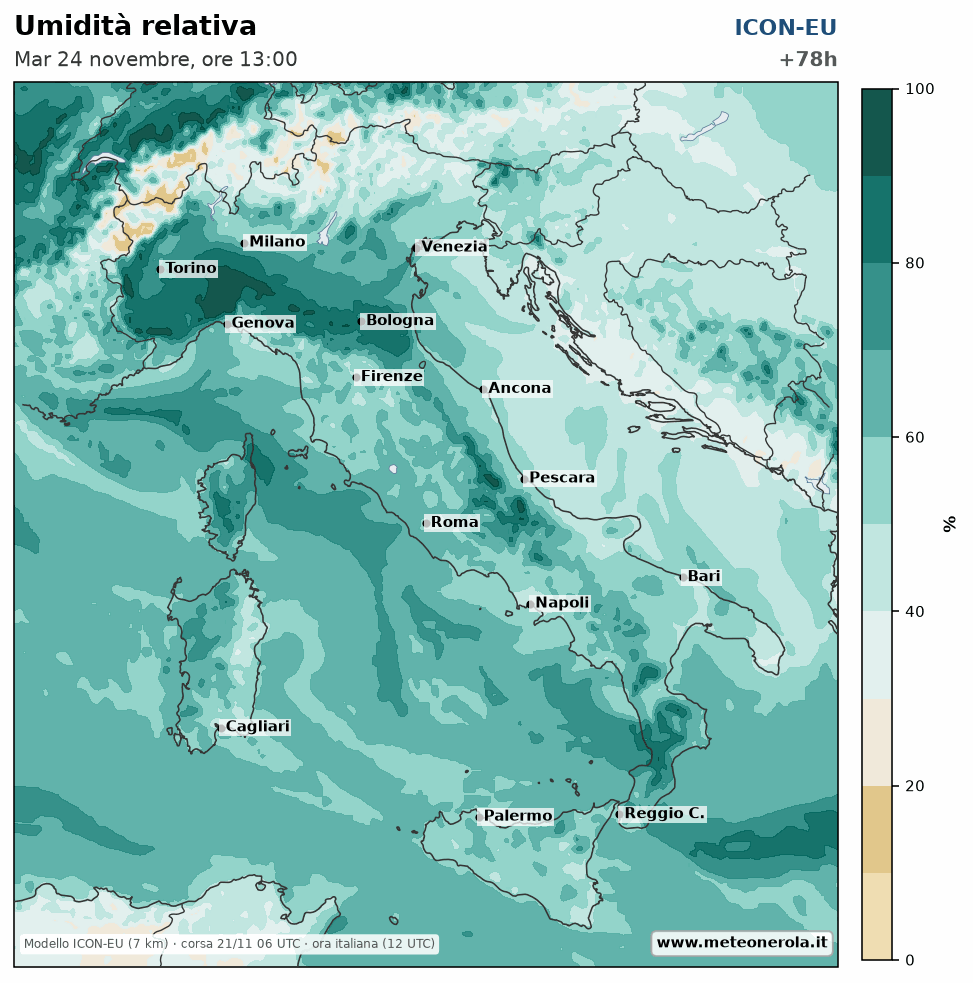 Umidità relativa
ICON-EU
Mar 24 novembre, ore 13:00
+78h
100
80
60
40
20
0
%
Milano
Venezia
Torino
Genova
Bologna
Firenze
Ancona
Pescara
Roma
Bari
Napoli
Cagliari
Palermo
Reggio C.
Modello ICON-EU (7 km) · corsa 21/11 06 UTC · ora italiana (12 UTC)
www.meteonerola.it